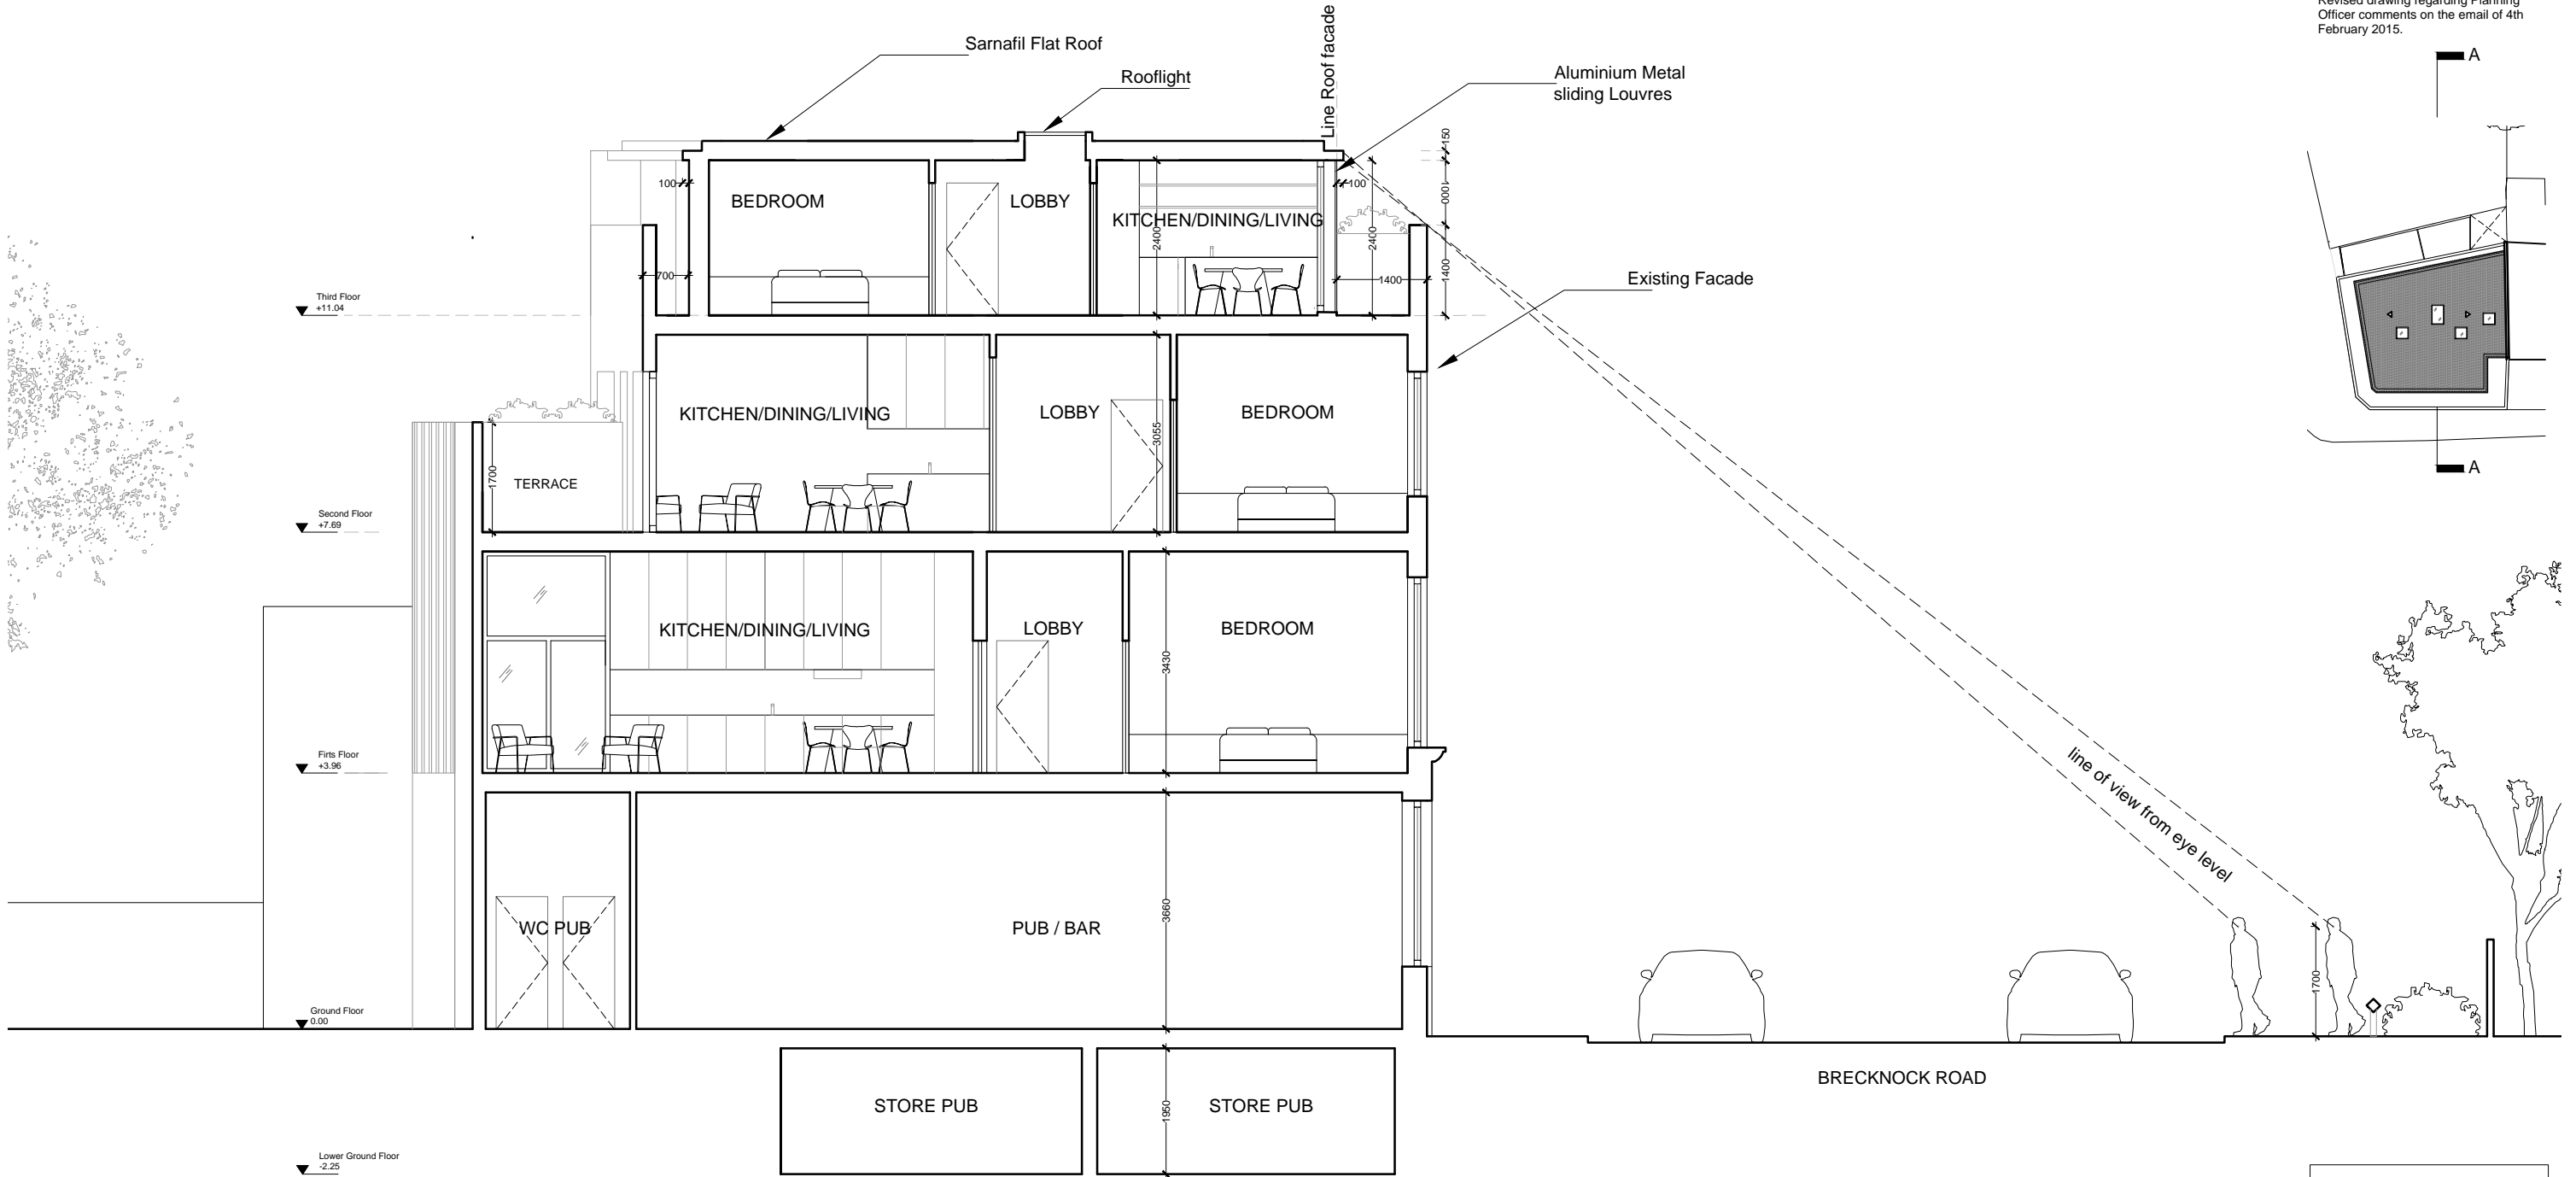 Revised drawing regarding Planning
Officer comments on the email of 4th
February 2015.
A
Sarnafil Flat Roof
Rooflight
Line Roof facade
Aluminium Metal
sliding Louvres
150
1000
1400
100
100
BEDROOM
LOBBY
KITCHEN/DINING/LIVING
2400
2400
700
1400
Existing Facade
Third Floor
+11.04
KITCHEN/DINING/LIVING
LOBBY
BEDROOM
3055
1700
TERRACE
A
Second Floor
+7.69
KITCHEN/DINING/LIVING
LOBBY
BEDROOM
3430
Firts Floor
+3.96
line of view from eye level
WC PUB
PUB / BAR
3660
1700
Ground Floor
0.00
BRECKNOCK ROAD
STORE PUB
1950
STORE PUB
Lower Ground Floor
-2.25